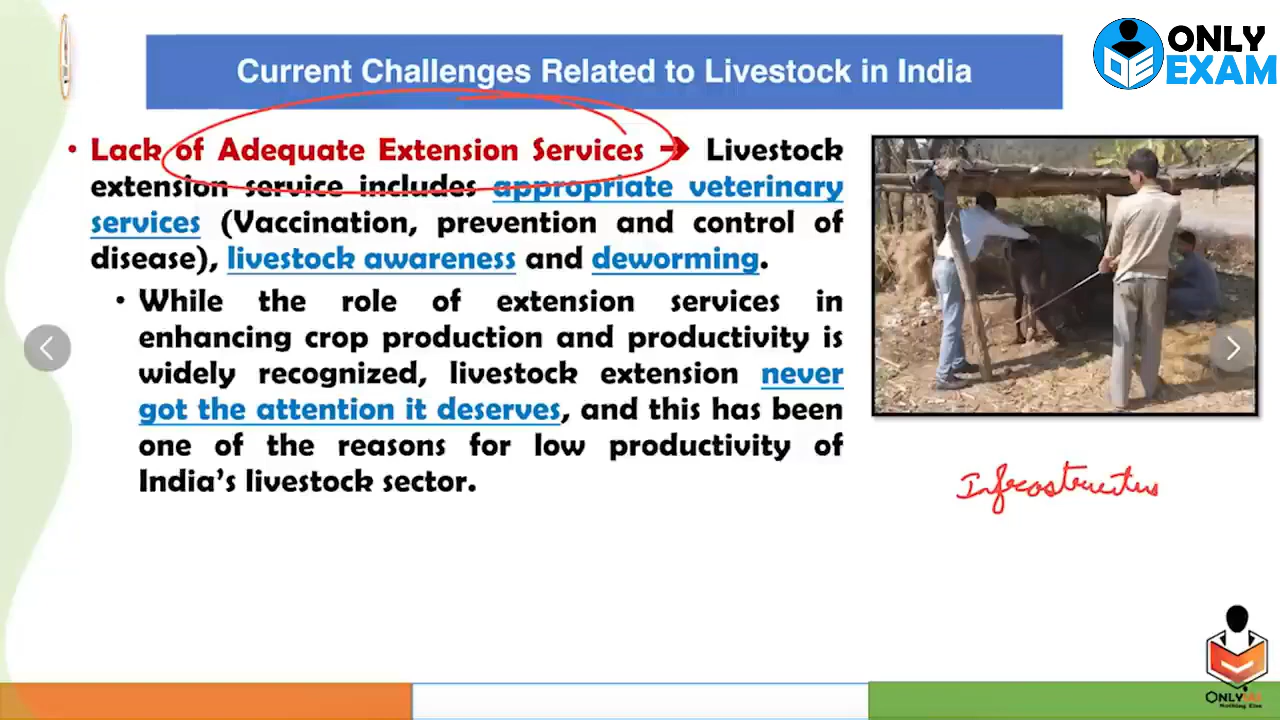 Current Challenges Related to Livestock in India
ONLY
EXAM
• Lack of Adequate Extension Services → Livestock
extension service includes appropriate veterinary
services (Vaccination, prevention and control of
disease), livestock awareness and deworming.
• While the role of extension services in
enhancing crop production and productivity is
widely recognized, livestock extension never
got the attention it deserves, and this has been
one of the reasons for low productivity of
India's livestock sector.
ONLYIAS
Nothing Else